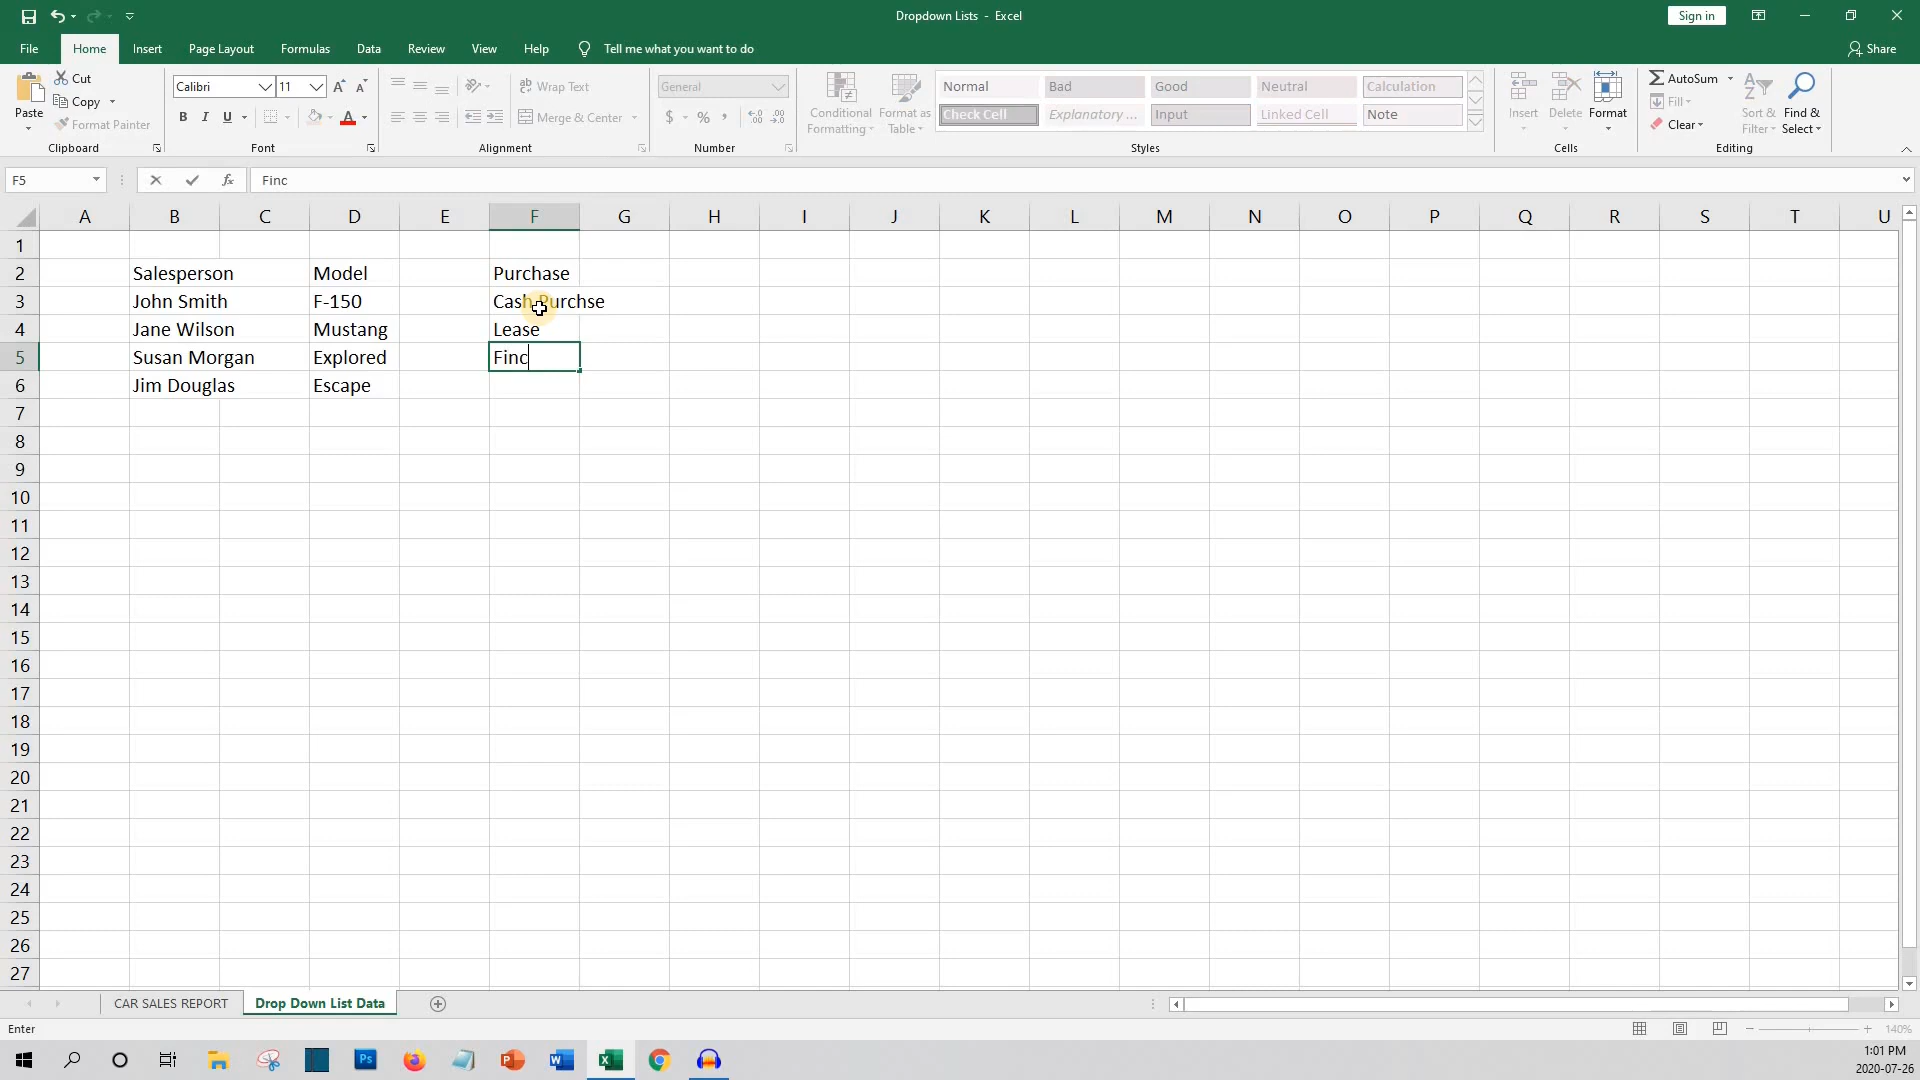 Dropdown Lists - Excel
Sign in
File Home Insert Page Layout Formulas Data Review View Help Tell me what you want to do
Share
Paste
Cut
Copy
Format Painter
Clipboard
Calibri 11
B I U
Font
Wrap Text
Merge & Center
Alignment
General
$ % ,
Number
Conditional Formatting
Format as Table
Normal Bad Good Neutral Calculation
Check Cell Explanatory ... Input Linked Cell Note
Styles
Insert Delete Format
Cells
AutoSum
Fill
Clear
Sort & Filter
Find & Select
Editing
F5
fx
Finc
A B C D E F G H I J K L M N O P Q R S T U
1
2 Salesperson Model Purchase
3 John Smith F-150 Cash Purchse
4 Jane Wilson Mustang Lease
5 Susan Morgan Explored Finc
6 Jim Douglas Escape
7
8
9
10
11
12
13
14
15
16
17
18
19
20
21
22
23
24
25
26
27
CAR SALES REPORT Drop Down List Data
Enter
140%
1:01 PM
2020-07-26